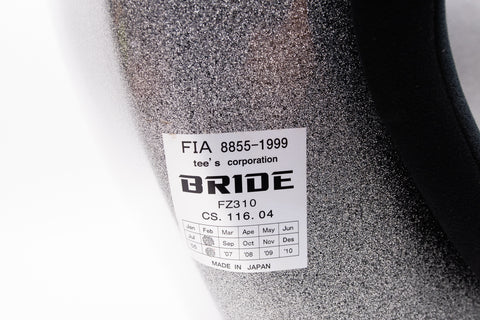 FIA 8855-1999
tee's corporation
BRIDE
FZ310
CS. 116. 04
Jan Feb Mar Ape May Jun
Jul Sep Oct Nov Des
'07 '08 '09 '10
MADE IN JAPAN